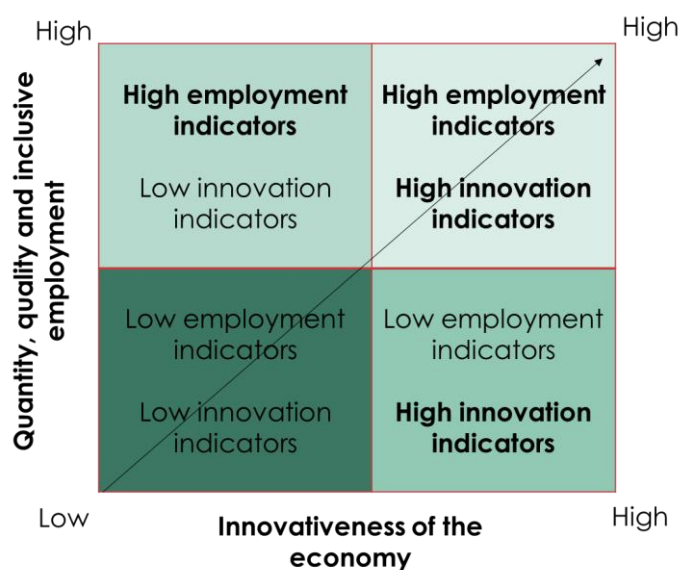 High
High
Quantity, quality and inclusive
employment
High employment
indicators
Low innovation
indicators
High employment
indicators
High innovation
indicators
Low employment
indicators
Low innovation
indicators
Low employment
indicators
High innovation
indicators
Low
Innovativeness of the
economy
High